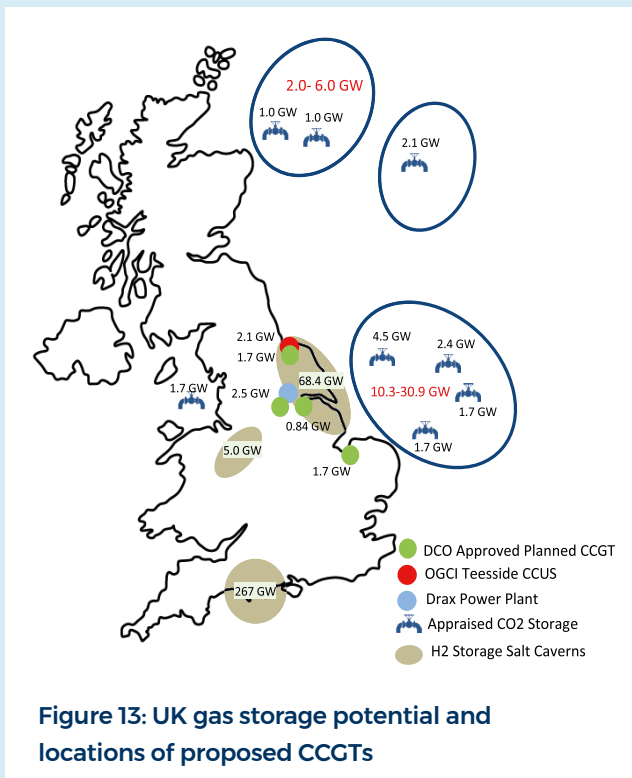 2.0- 6.0 GW
1.0 GW
1.0 GW
2.1 GW
4.5 GW
2.4 GW
10.3-30.9 GW
1.7 GW
1.7 GW
2.1 GW
1.7 GW
68.4 GW
1.7 GW
2.5 GW
0.84 GW
5.0 GW
1.7 GW
267 GW
DCO Approved Planned CCGT
OGCI Teesside CCUS
Drax Power Plant
Appraised CO2 Storage
H2 Storage Salt Caverns
Figure 13: UK gas storage potential and
locations of proposed CCGTs